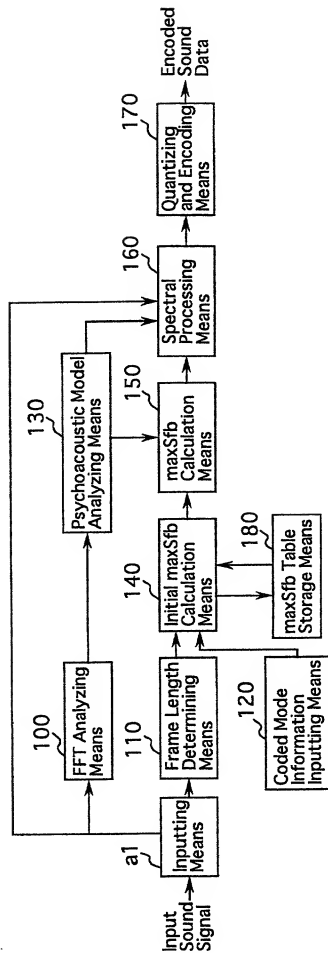 Input
Sound
Signal
a1
Inputting
Means
100
FFT Analyzing
Means
110
Frame Length
Determining
Means
120
Coded Mode
Information
Inputting Means
130
Psychoacoustic Model
Analyzing Means
140
Initial maxSfb
Calculation
Means
180
maxSfb Table
Storage Means
150
maxSfb
Calculation
Means
160
Spectral
Processing
Means
170
Quantizing
and Encoding
Means
Encoded
Sound
Data